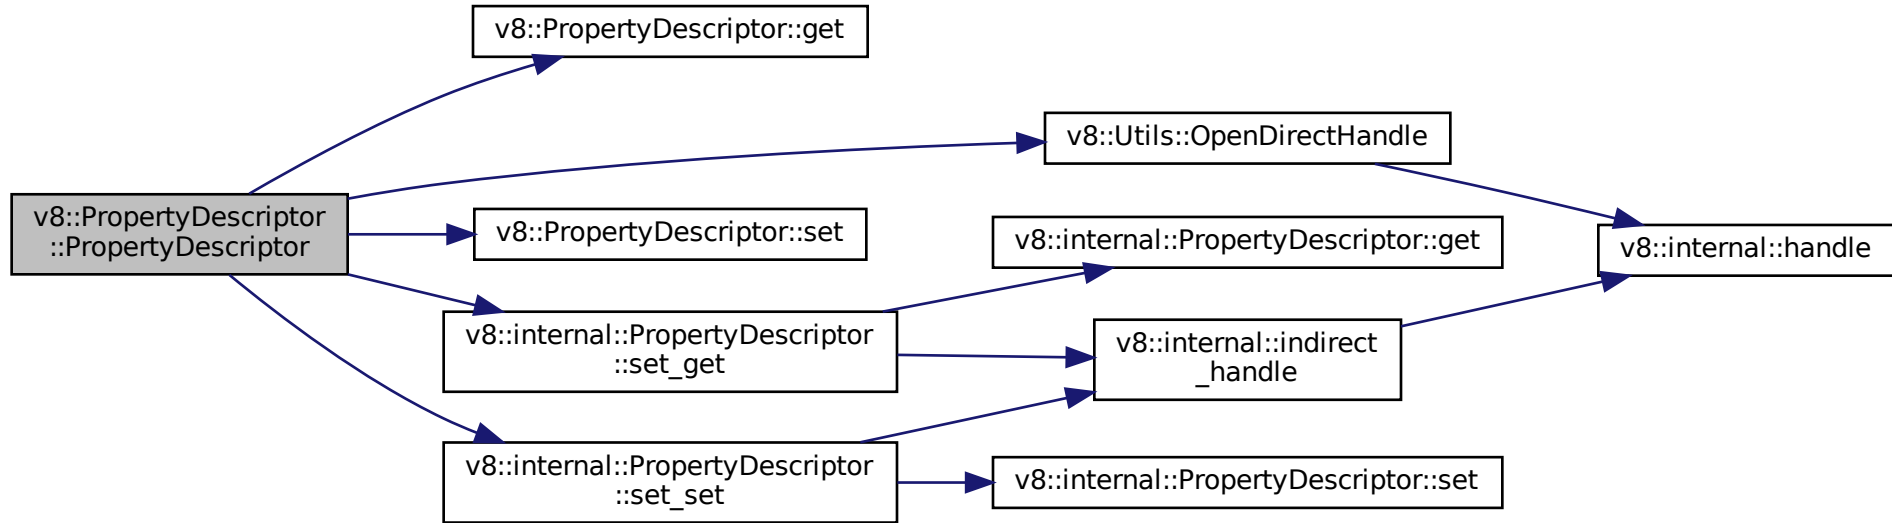 v8::PropertyDescriptor::get
v8::Utils::OpenDirectHandle
v8::PropertyDescriptor
::PropertyDescriptor
v8::PropertyDescriptor::set
v8::internal::PropertyDescriptor::get
v8::internal::handle
v8::internal::PropertyDescriptor
::set_get
v8::internal::indirect
_handle
v8::internal::PropertyDescriptor
::set_set
v8::internal::PropertyDescriptor::set